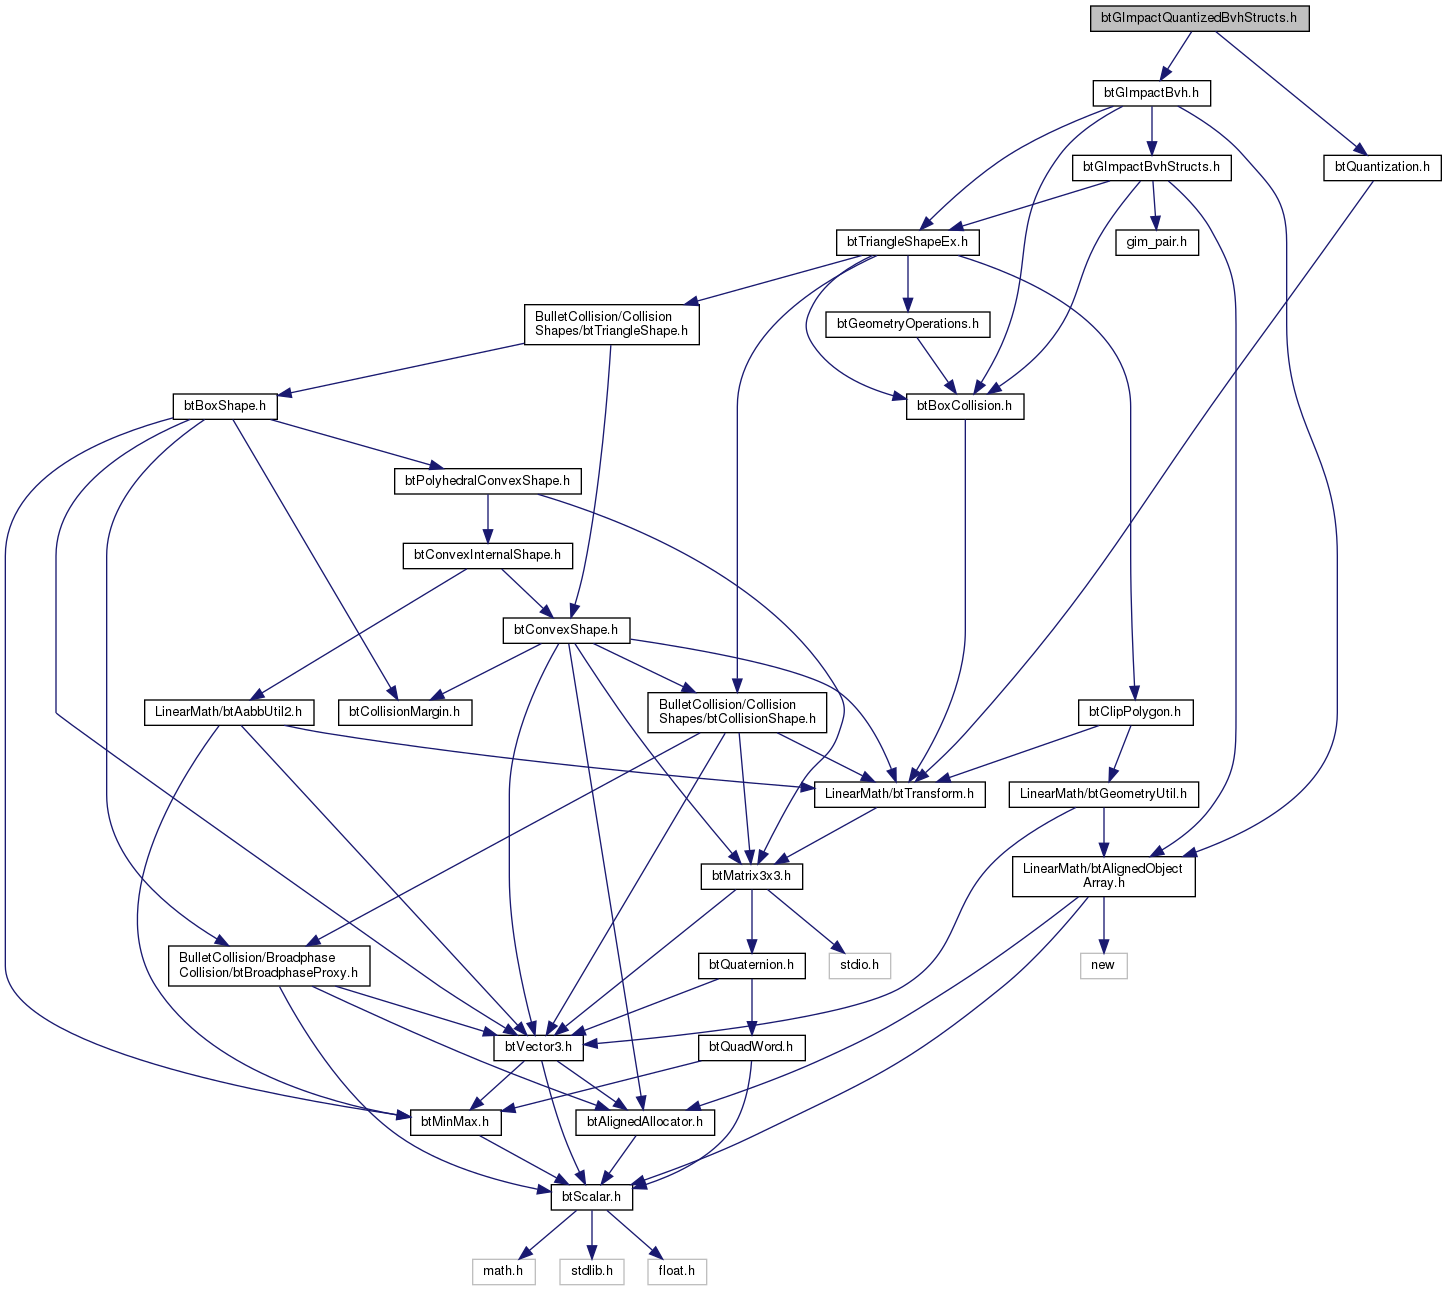 btGImpactQuantizedBvhStructs.h
btGImpactBvh.h
btGImpactBvhStructs.h
btQuantization.h
btTriangleShapeEx.h
gim_pair.h
BulletCollision/Collision
Shapes/btTriangleShape.h
btGeometryOperations.h
btBoxShape.h
btBoxCollision.h
btPolyhedralConvexShape.h
btConvexInternalShape.h
btConvexShape.h
LinearMath/btAabbUtil2.h
btCollisionMargin.h
BulletCollision/Collision
Shapes/btCollisionShape.h
btClipPolygon.h
LinearMath/btTransform.h
LinearMath/btGeometryUtil.h
btMatrix3x3.h
LinearMath/btAlignedObject
Array.h
BulletCollision/Broadphase
Collision/btBroadphaseProxy.h
btQuaternion.h
stdio.h
new
btVector3.h
btQuadWord.h
btMinMax.h
btAlignedAllocator.h
btScalar.h
math.h
stdlib.h
float.h